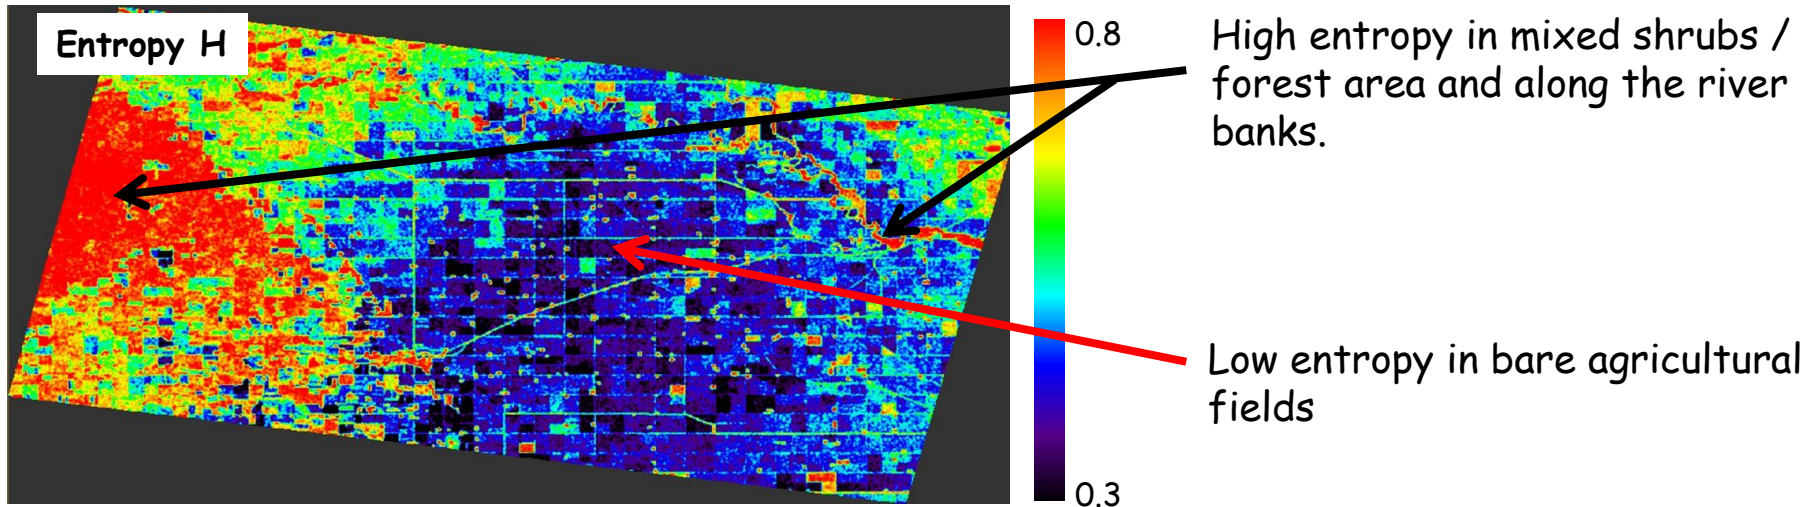 Entropy H
0.8
High entropy in mixed shrubs /
forest area and along the river
banks.
Low entropy in bare agricultural
fields
0.3